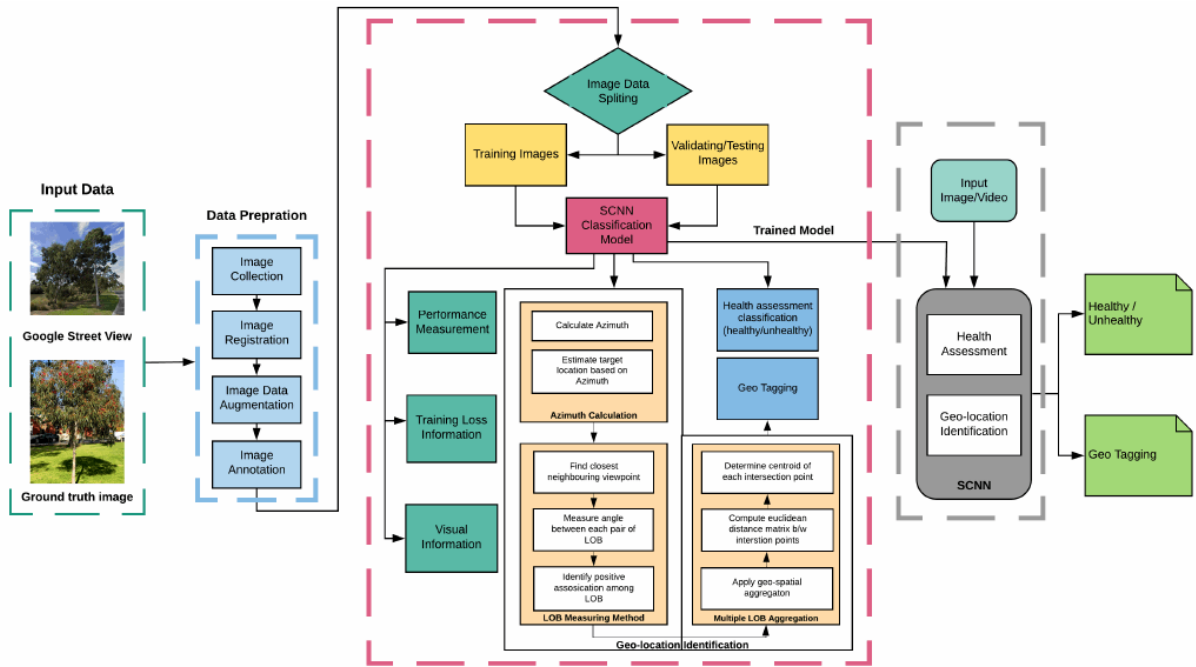 Input Data
Google Street View
Ground truth image
Data Prepration
Image
Collection
Image
Registration
Image Data
Augmentation
Image
Annotation
Image Data
Spliting
Training Images
Validating/Testing
Images
SCNN
Classification
Model
Trained Model
Performance
Measurement
Training Loss
Information
Visual
Information
Calculate Azimuth
Estimate target
location based on
Azimuth
Azimuth Calculation
Find closest
neighbouring viewpoint
Measure angle
between each pair of
LOB
Identify positive
assosication among
LOB
LOB Measuring Method
Health assessment
classification
(healthy/unhealthy)
Geo Tagging
Determine centroid of
each intersection point
Compute euclidean
distance matrix b/w
interstion points
Apply geo-spatial
aggregaton
Multiple LOB Aggregation
Geo-location Identification
Input
Image/Video
Health
Assessment
Geo-location
Identification
SCNN
Healthy /
Unhealthy
Geo Tagging